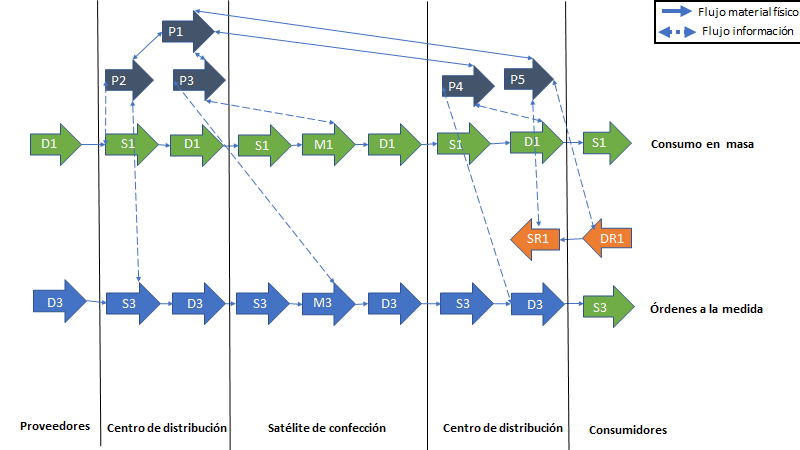 Flujo material físico
Flujo información
P1
P2
P3
P4
P5
D1
S1
D1
S1
M1
D1
S1
D1
S1
Consumo en masa
SR1
DR1
D3
S3
D3
S3
M3
D3
S3
D3
S3
Órdenes a la medida
Proveedores
Centro de distribución
Satélite de confección
Centro de distribución
Consumidores